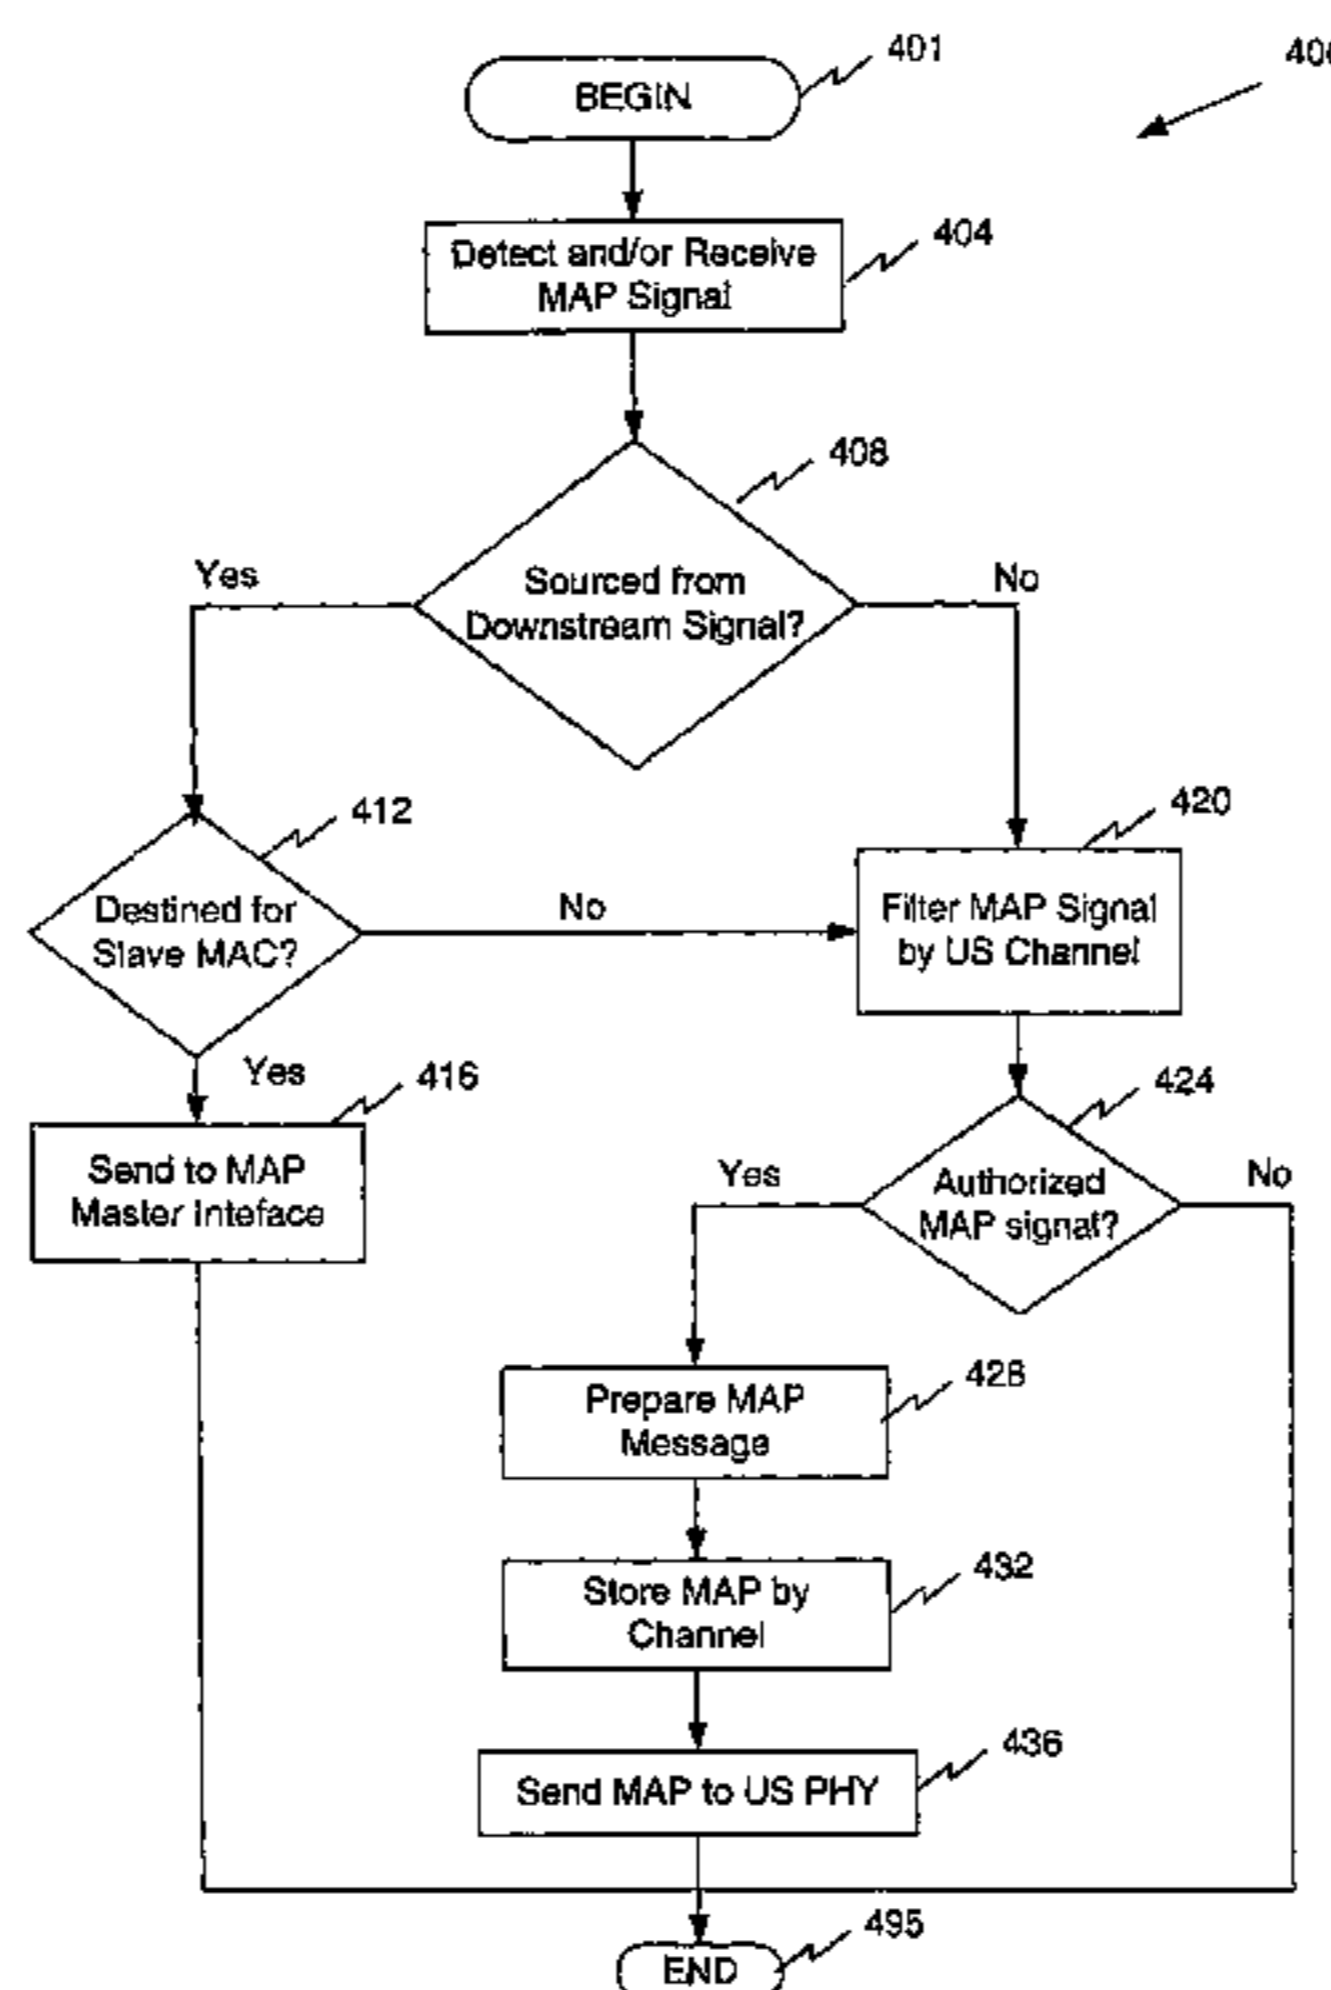 401
BEGIN
404
Detect and/or Receive
MAP Signal
408
Yes
Sourced from
Downstream Signal?
No
412
420
Destined for
Slave MAC?
No
Filter MAP Signal
by US Channel
Yes
416
424
Send to MAP
Master Inteface
Yes
Authorized
MAP signal?
No
428
Prepare MAP
Message
432
Store MAP by
Channel
436
Send MAP to US PHY
495
END